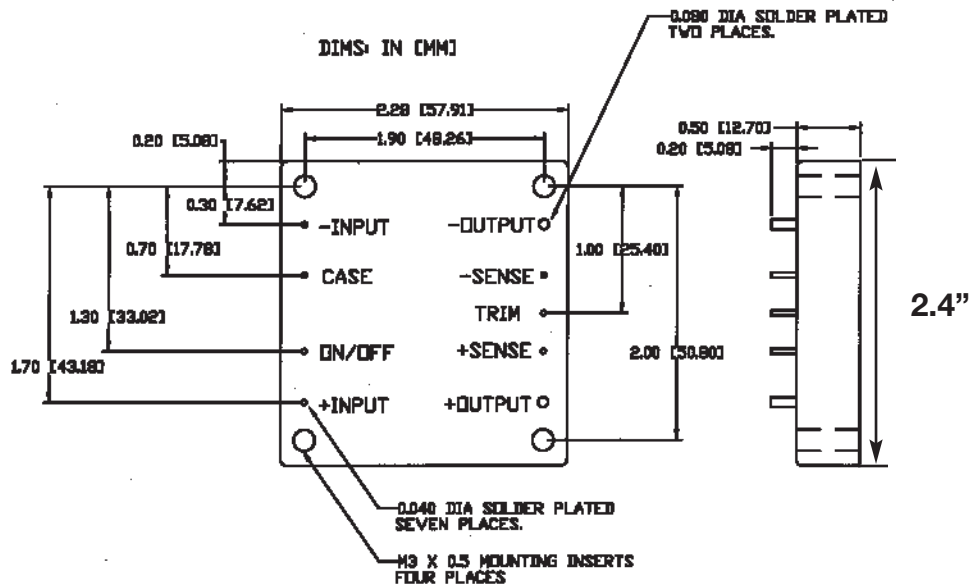 0.080 DIA SOLDER PLATED
TWO PLACES.
DIMS: IN [MM]
2.28 [57.91]
1.90 [48.26]
0.50 [12.70]
0.20 [5.08]
0.20 [5.08]
0.30 [7.62]
-INPUT
-OUTPUT
0.70 [17.78]
1.00 [25.40]
CASE
-SENSE
2.4”
1.30 [33.02]
TRIM
ON/OFF
+SENSE
2.00 [50.80]
1.70 [43.18]
+INPUT
+OUTPUT
0.040 DIA SOLDER PLATED
SEVEN PLACES.
M3 X 0.5 MOUNTING INSERTS
FOUR PLACES